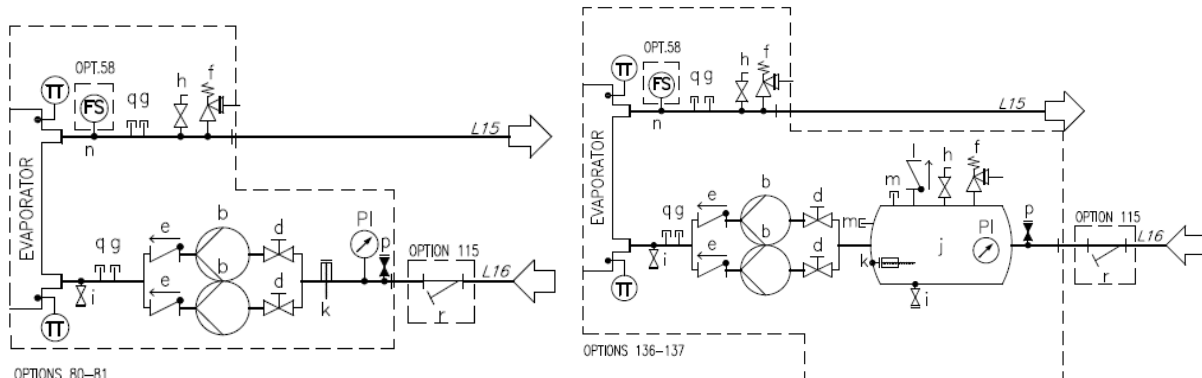 OPT.58
TT
FS
q g
h
f
n
L15
EVAPORATOR
b
d
e
PI
p
OPTION 115
q g
b
e
d
i
k
r
L16
TT
OPTIONS 80-81
OPT.58
TT
FS
q g
h
f
n
L15
EVAPORATOR
l
m
h
f
b
d
e
m
PI
p
OPTION 115
q g
b
e
d
j
k
i
i
r
L16
TT
OPTIONS 136-137